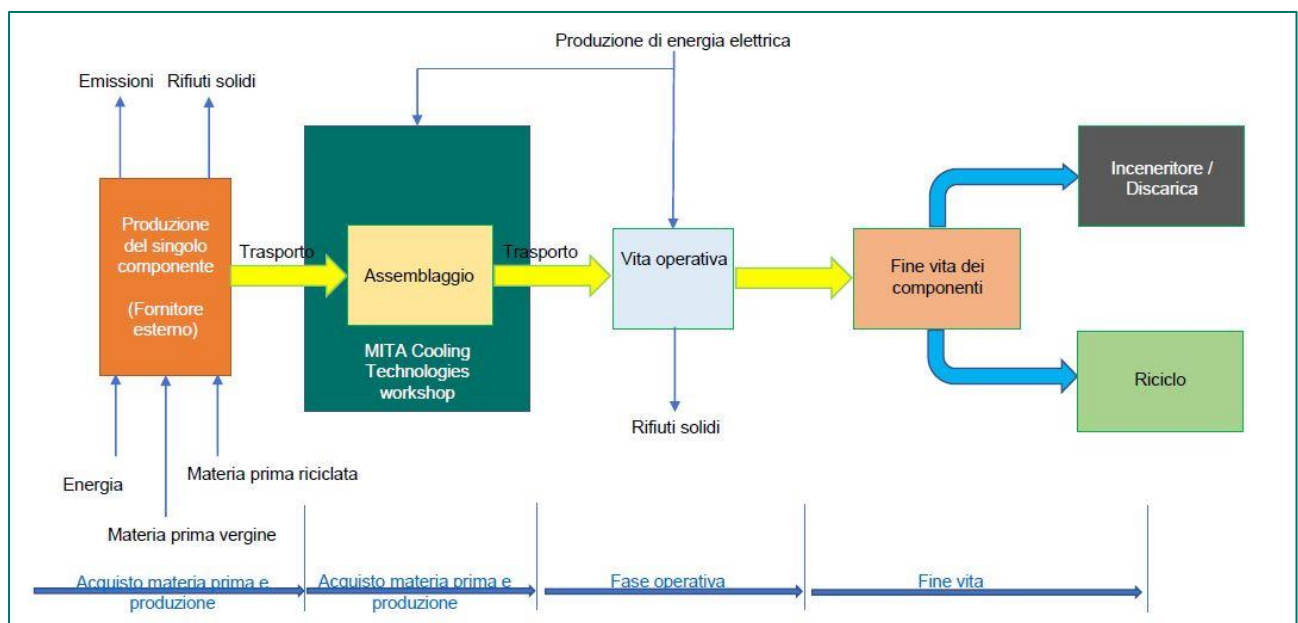 Produzione di energia elettrica
Emissioni
Rifiuti solidi
Produzione
del singolo
componente
(Fornitore
esterno)
Trasporto
Assemblaggio
MITA Cooling
Technologies
workshop
Trasporto
Vita operativa
Rifiuti solidi
Fine vita dei
componenti
Inceneritore /
Discarica
Riciclo
Energia
Materia prima riciclata
Materia prima vergine
Acquisto materia prima e
produzione
Acquisto materia prima e
produzione
Fase operativa
Fine vita